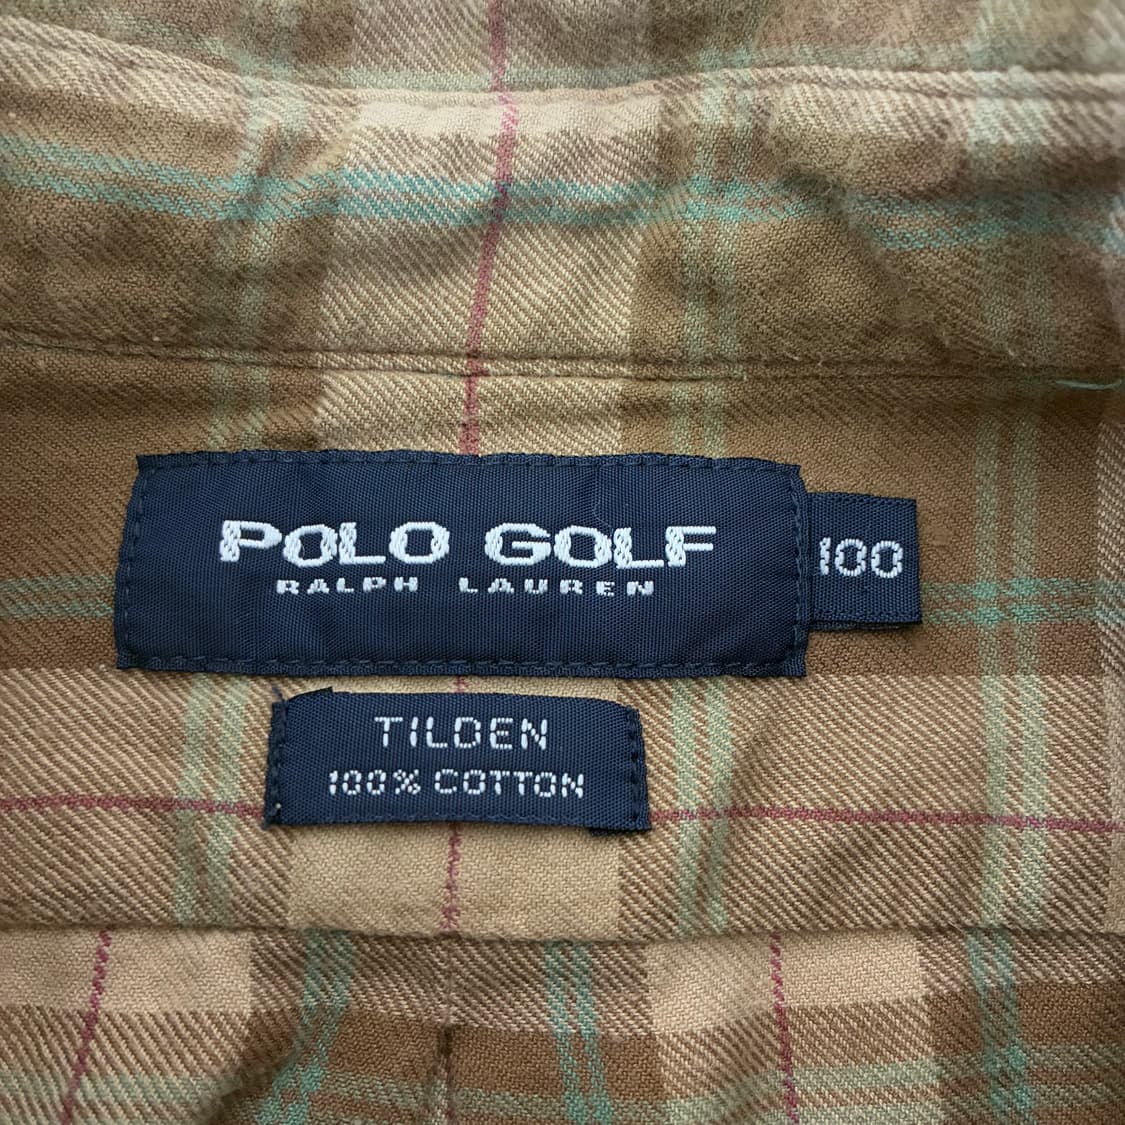 POLO GOLF
RALPH LAUREN
100
TILDEN
100% COTTON